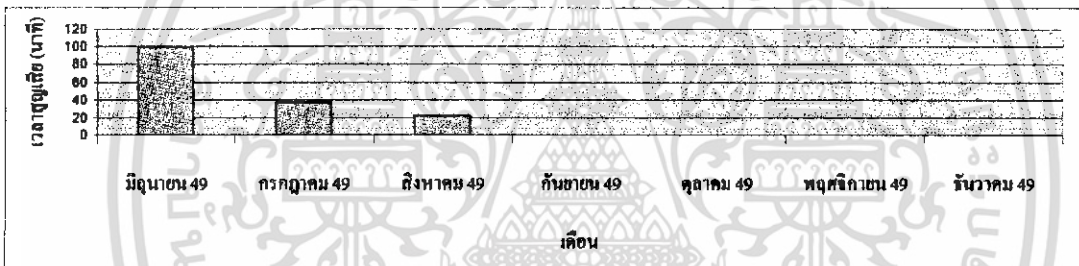 เวลาสูญเสีย (นาที)
120
100
80
60
40
20
0
มิถุนายน 49 กรกฎาคม 49 สิงหาคม 49 กันยายน 49 ตุลาคม 49 พฤศจิกายน 49 ธันวาคม 49
เดือน